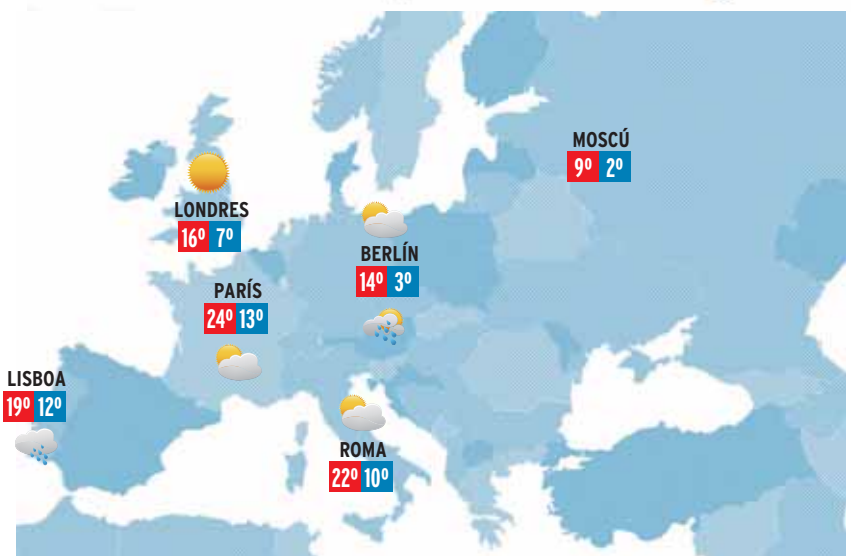 MOSCÚ
9º 2º
LONDRES
16º 7º
BERLÍN
14º 3º
PARÍS
24º 13º
LISBOA
19º 12º
ROMA
22º 10º